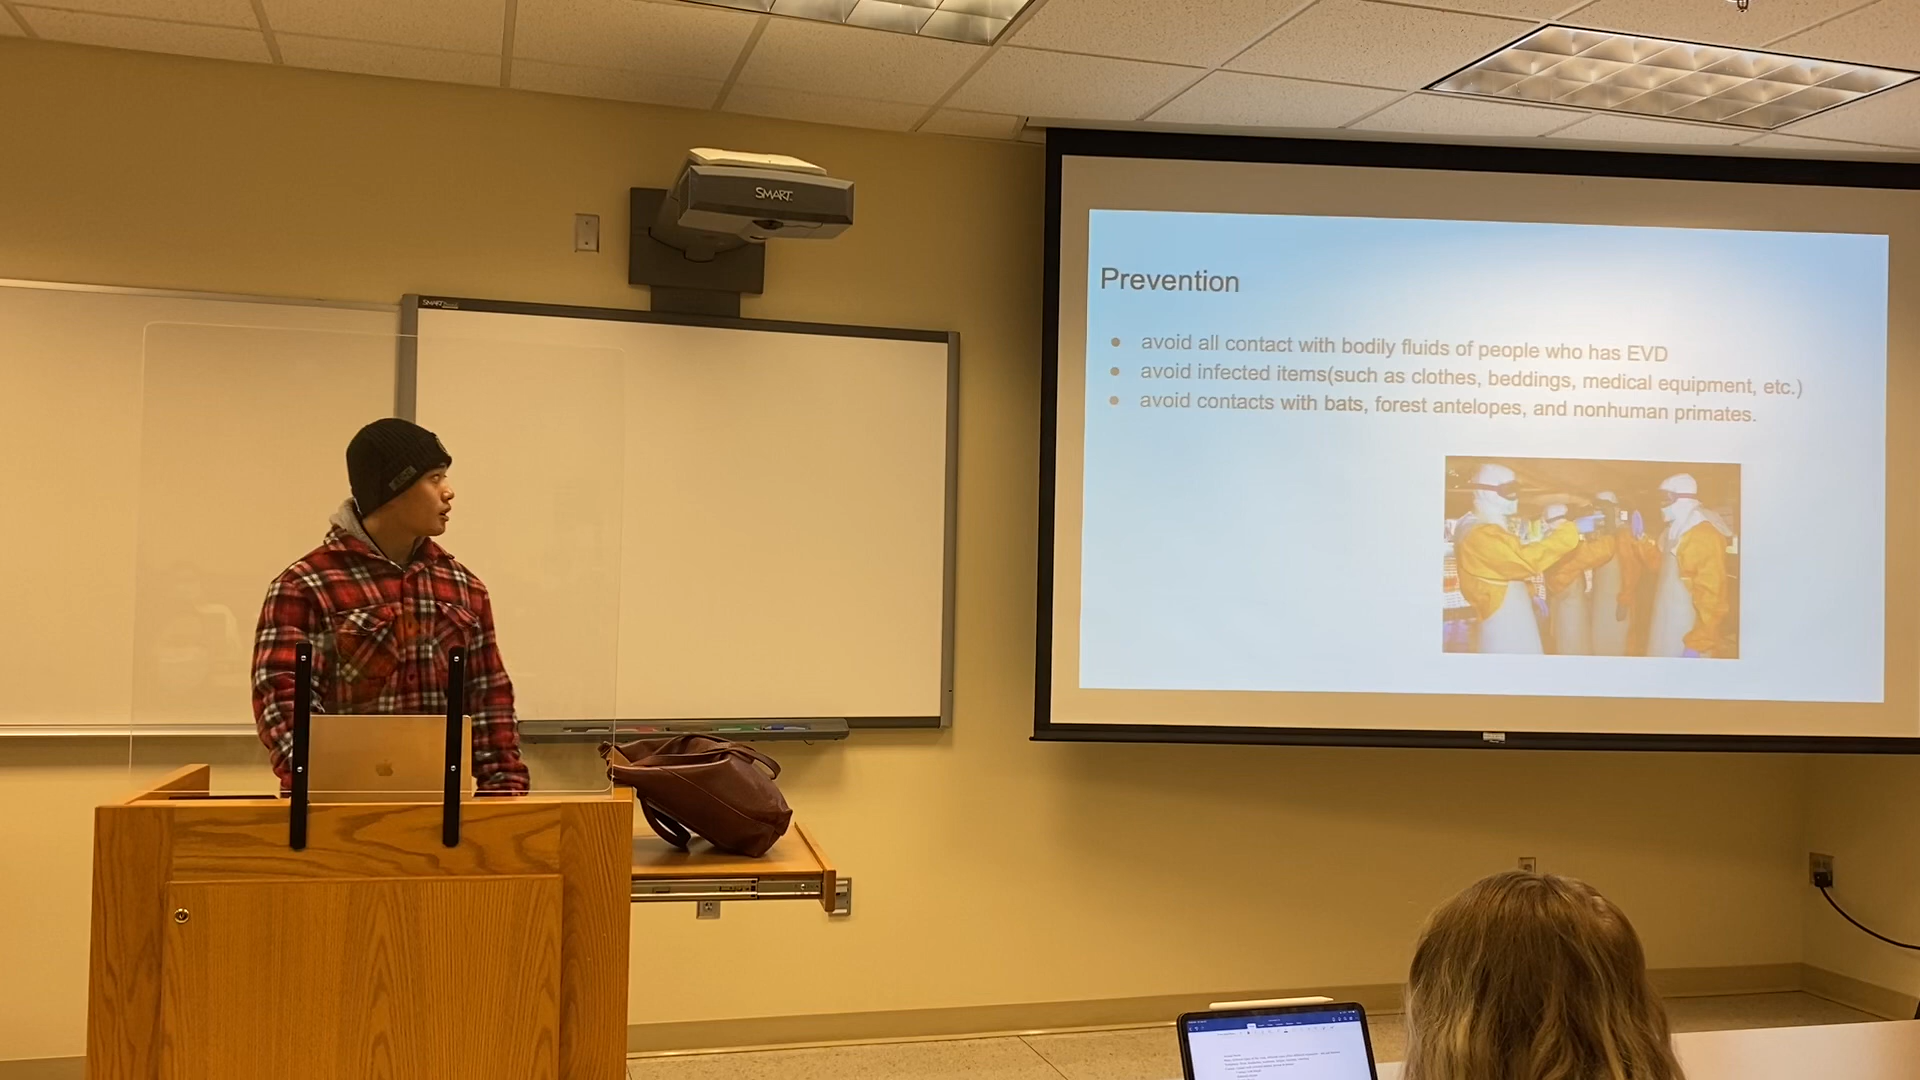 SMART
SMART
Prevention
avoid all contact with bodily fluids of people who has EVD
avoid infected items(such as clothes, beddings, medical equipment, etc.)
avoid contacts with bats, forest antelopes, and nonhuman primates.